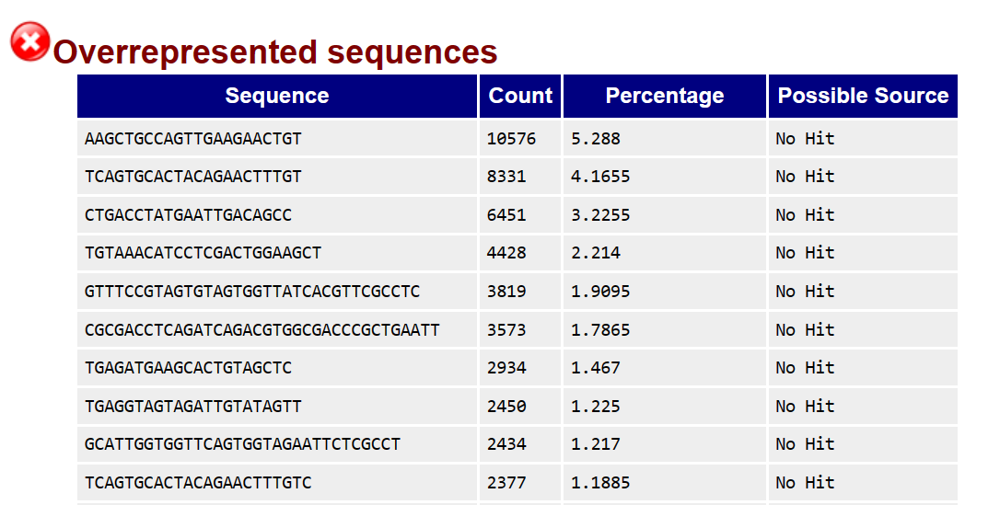 Overrepresented sequences
Sequence Count Percentage Possible Source
AAGCTGCCAGTTGAAGAACTGT 10576 5.288 No Hit
TCAGTGCACTACAGAACTTTGT 8331 4.1655 No Hit
CTGACCTATGAATTGACAGCC 6451 3.2255 No Hit
TGTAAACATCCTCGACTGGAAGCT 4428 2.214 No Hit
GTTTCCGTAGTGTAGTGGTTATCACGTTCGCCTC 3819 1.9095 No Hit
CGCGACCTCAGATCAGACGTGGCGACCCGCTGAATT 3573 1.7865 No Hit
TGAGATGAAGCACTGTAGCTC 2934 1.467 No Hit
TGAGGTAGTAGATTGTATAGTT 2450 1.225 No Hit
GCATTGGTGGTTCAGTGGTAGAATTCTCGCCT 2434 1.217 No Hit
TCAGTGCACTACAGAACTTTGTC 2377 1.1885 No Hit